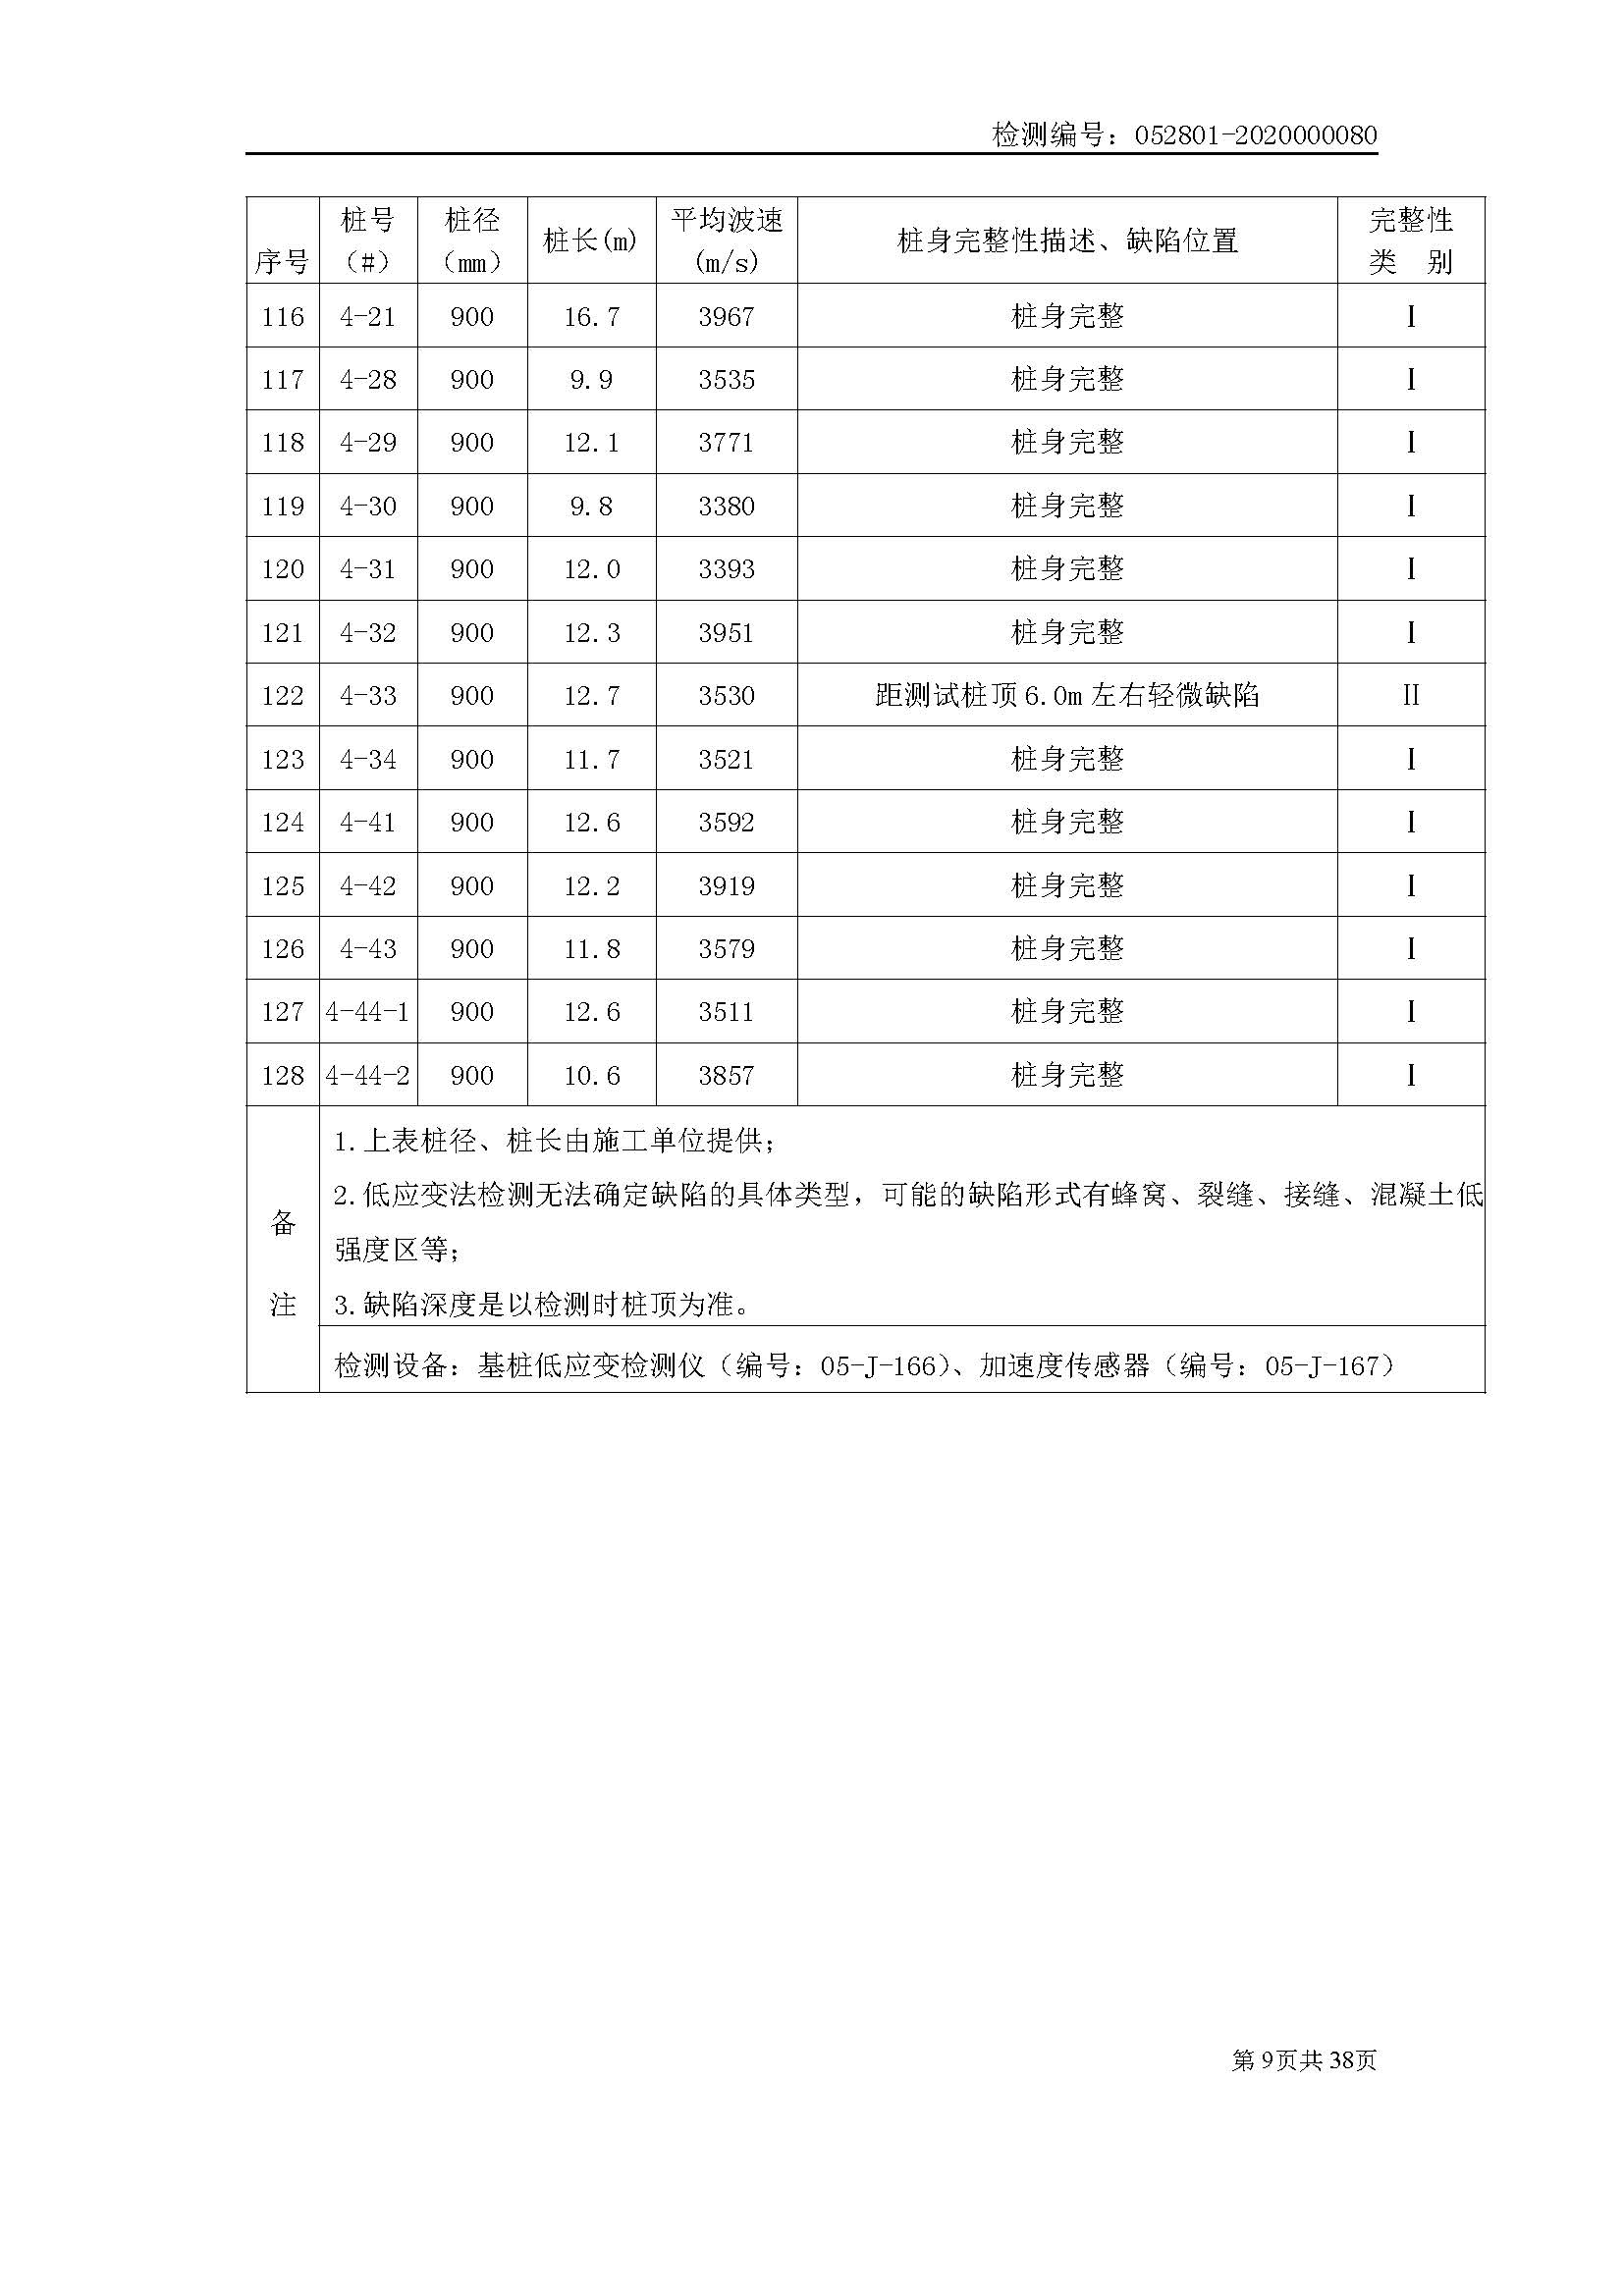 检测编号：052801-2020000080
序号 桩号（#） 桩径（mm） 桩长(m) 平均波速(m/s) 桩身完整性描述、缺陷位置 完整性类 别
116 4-21 900 16.7 3967 桩身完整 Ⅰ
117 4-28 900 9.9 3535 桩身完整 Ⅰ
118 4-29 900 12.1 3771 桩身完整 Ⅰ
119 4-30 900 9.8 3380 桩身完整 Ⅰ
120 4-31 900 12.0 3393 桩身完整 Ⅰ
121 4-32 900 12.3 3951 桩身完整 Ⅰ
122 4-33 900 12.7 3530 距测试桩顶 6.0m 左右轻微缺陷 Ⅱ
123 4-34 900 11.7 3521 桩身完整 Ⅰ
124 4-41 900 12.6 3592 桩身完整 Ⅰ
125 4-42 900 12.2 3919 桩身完整 Ⅰ
126 4-43 900 11.8 3579 桩身完整 Ⅰ
127 4-44-1 900 12.6 3511 桩身完整 Ⅰ
128 4-44-2 900 10.6 3857 桩身完整 Ⅰ
备注
1.上表桩径、桩长由施工单位提供；
2.低应变法检测无法确定缺陷的具体类型，可能的缺陷形式有蜂窝、裂缝、接缝、混凝土低
强度区等；
3.缺陷深度是以检测时桩顶为准。
检测设备：基桩低应变检测仪（编号：05-J-166）、加速度传感器（编号：05-J-167）
第 9页共 38页